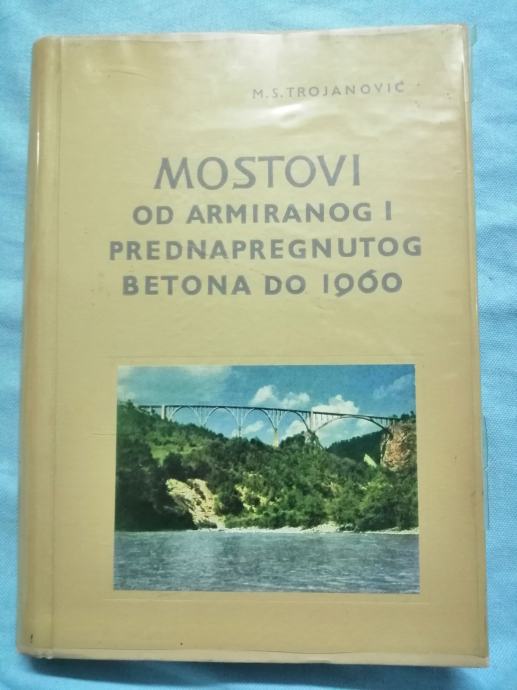 M.S.TROJANOVIĆ
MOSTOVI
OD ARMIRANOG I
PREDNAPREGNUTOG
BETONA DO 1960